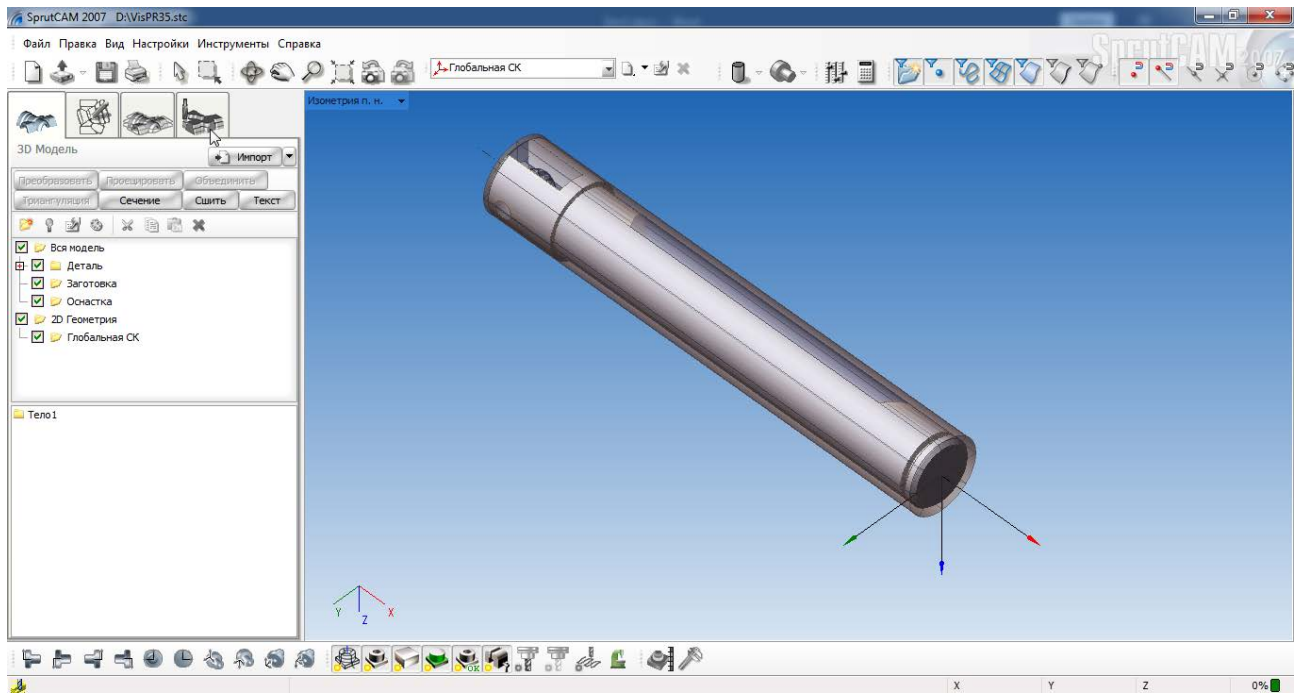 SprutCAM 2007 D:\VisPR35.stc
Файл Правка Вид Настройки Инструменты Справка
SprutCAM 2007
Глобальная СК
Изометрия п. н.
3D Модель
Импорт
Преобразовать Проецировать Объединить
Триангуляция Сечение Сшить Текст
Вся модель
Деталь
Заготовка
Оснастка
2D Геометрия
Глобальная СК
Тело1
Y Z X
OK
X Y Z 0%